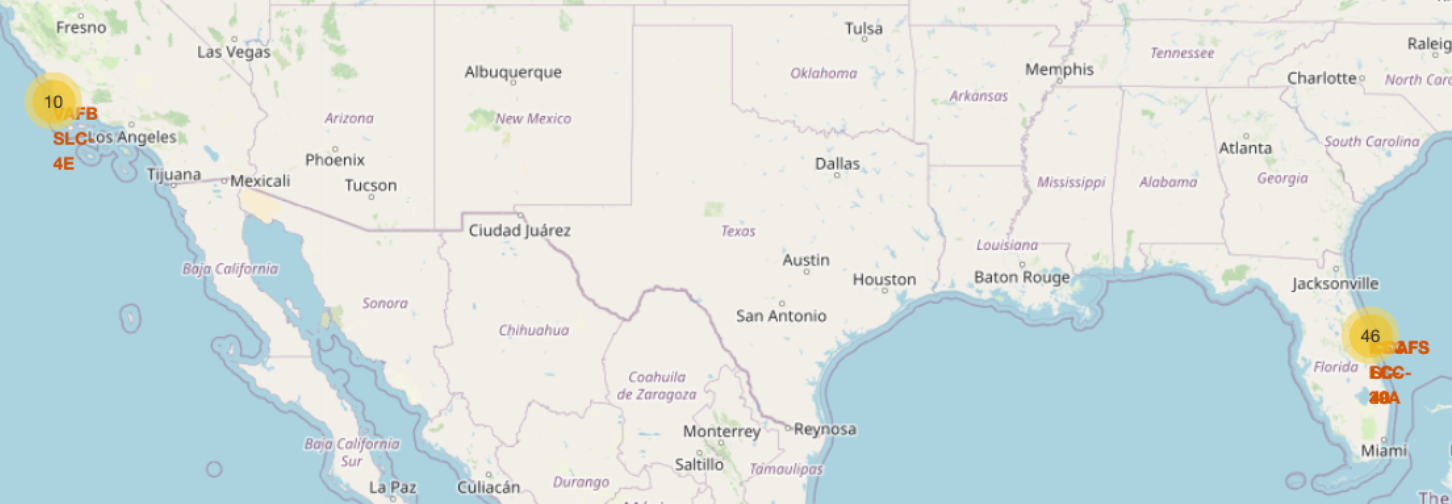 Fresno
Las Vegas
Albuquerque
Tulsa
Oklahoma
Memphis
Tennessee
Charlotte
North
Arkansas
10
VAFB
SLC-
4E
Los Angeles
Arizona
New Mexico
Phoenix
Tucson
Tijuana
Mexicali
Dallas
Atlanta
South Carolina
Mississippi
Alabama
Georgia
Ciudad Juárez
Texas
Louisiana
Baton Rouge
Austin
Houston
San Antonio
Jacksonville
Baja California
Sonora
Chihuahua
46
Florida
Coahuila
de Zaragoza
Monterrey
Reynosa
Saltillo
Tamaulipas
Miami
Baja California
Sur
La Paz
Culiacán
Durango
The